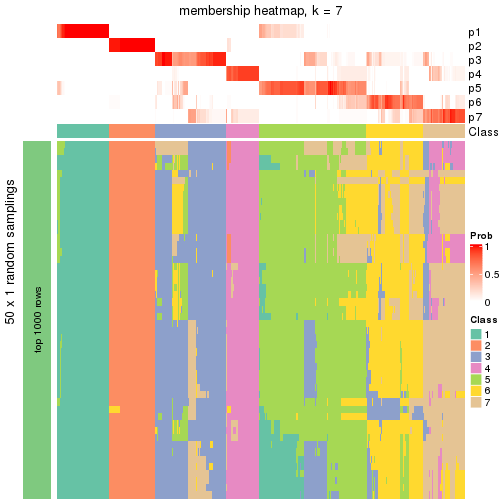 membership heatmap, k = 7
p1
p2
p3
p4
p5
p6
p7
Class
50 x 1 random samplings
top 1000 rows
Prob
1
0.5
0
Class
1
2
3
4
5
6
7